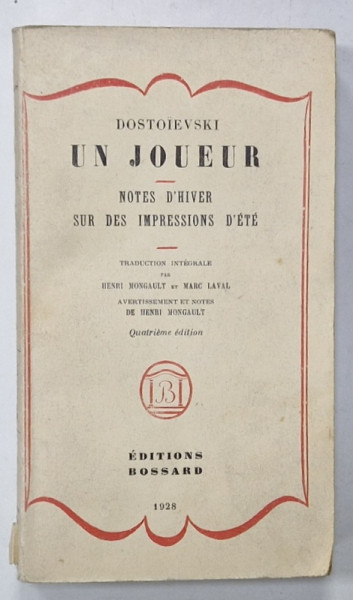 DOSTOÏEVSKI
UN JOUEUR
NOTES D'HIVER
SUR DES IMPRESSIONS D'ÉTÉ
TRADUCTION INTÉGRALE
PAR
HENRI MONGAULT ET MARC LAVAL
AVERTISSEMENT ET NOTES
DE HENRI MONGAULT
Quatrième édition
B
ÉDITIONS
BOSSARD
1928